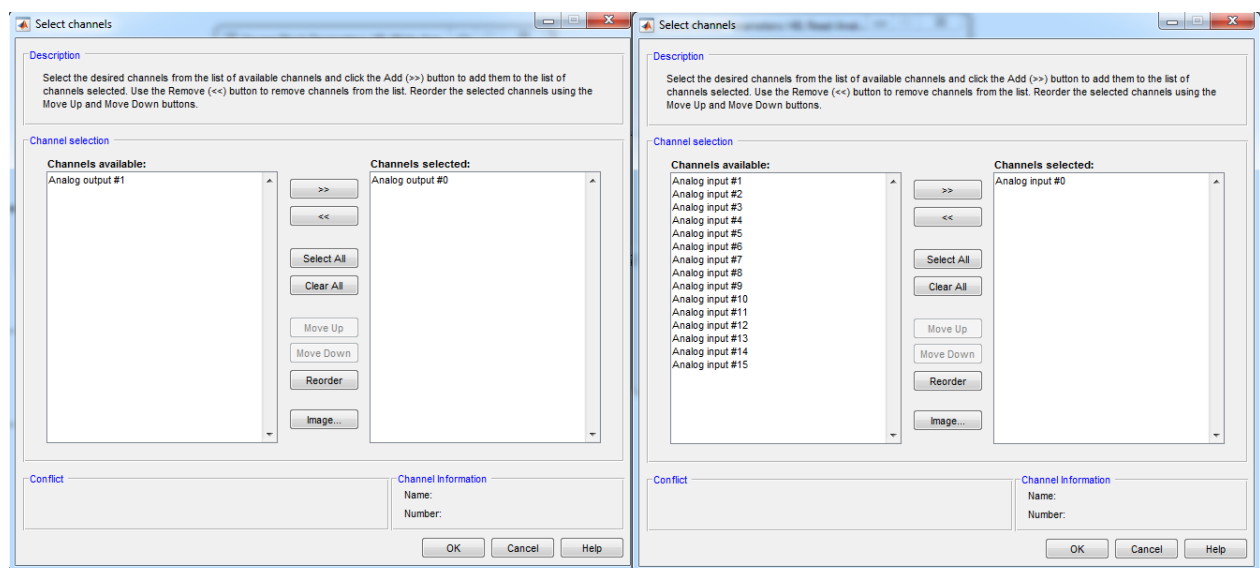 Select channels
Description
Select the desired channels from the list of available channels and click the Add (>>) button to add them to the list of
channels selected. Use the Remove (<<) button to remove channels from the list. Reorder the selected channels using the
Move Up and Move Down buttons.
Channel selection
Channels available:
Analog output #1
>>
<<
Select All
Clear All
Move Up
Move Down
Reorder
Image...
Channels selected:
Analog output #0
Conflict
Channel Information
Name:
Number:
OK
Cancel
Help
Select channels
Description
Select the desired channels from the list of available channels and click the Add (>>) button to add them to the list of
channels selected. Use the Remove (<<) button to remove channels from the list. Reorder the selected channels using the
Move Up and Move Down buttons.
Channel selection
Channels available:
Analog input #1
Analog input #2
Analog input #3
Analog input #4
Analog input #5
Analog input #6
Analog input #7
Analog input #8
Analog input #9
Analog input #10
Analog input #11
Analog input #12
Analog input #13
Analog input #14
Analog input #15
>>
<<
Select All
Clear All
Move Up
Move Down
Reorder
Image...
Channels selected:
Analog input #0
Conflict
Channel Information
Name:
Number:
OK
Cancel
Help